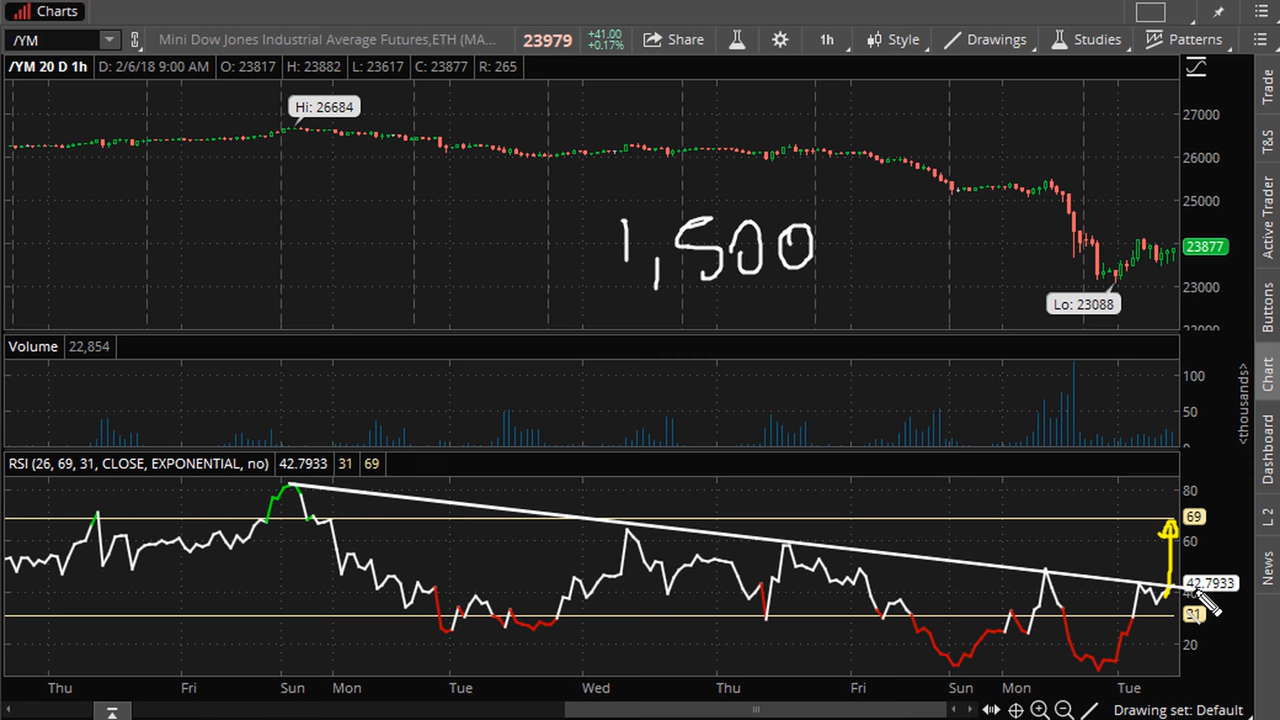 Charts
/YM Mini Dow Jones Industrial Average Futures,ETH (MA... 23979 +41.00 +0.17% Share 1h Style Drawings Studies Patterns
/YM 20 D 1h D: 2/6/18 9:00 AM O: 23817 H: 23882 L: 23617 C: 23877 R: 265
Hi: 26684
27000
26000
25000
1,500
23877
23000
Lo: 23088
22000
Volume 22,854
100
50
0
<thousands>
RSI (26, 69, 31, CLOSE, EXPONENTIAL, no) 42.7933 31 69
80
69
60
42.7933
40
31
20
Thu Fri Sun Mon Tue Wed Thu Fri Sun Mon Tue
Drawing set: Default
Trade
T&S
Active Trader
Buttons
Chart
Dashboard
L 2
News